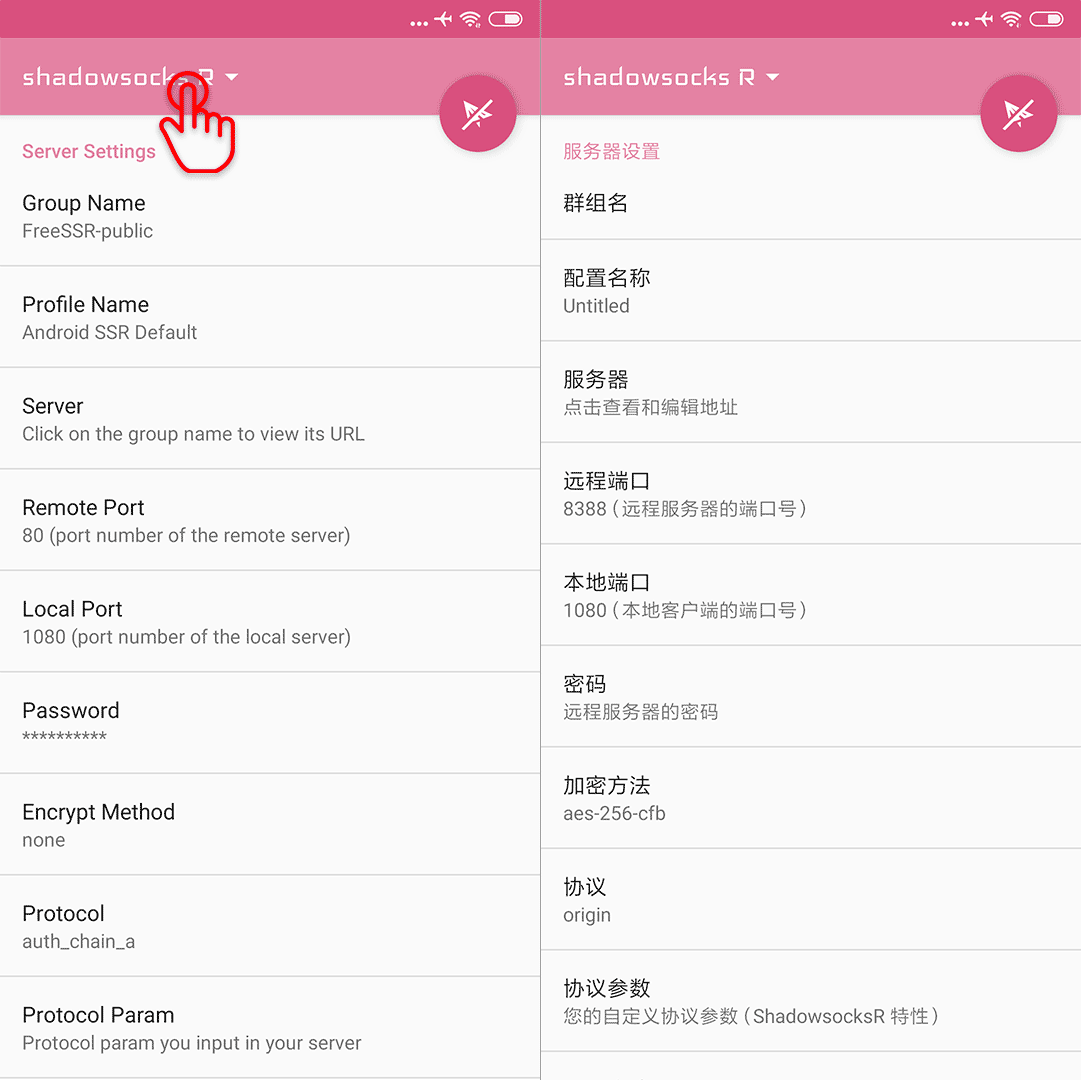 shadowsocks R
Server Settings
Group Name
FreeSSR-public
Profile Name
Android SSR Default
Server
Click on the group name to view its URL
Remote Port
80 (port number of the remote server)
Local Port
1080 (port number of the local server)
Password
**********
Encrypt Method
none
Protocol
auth_chain_a
Protocol Param
Protocol param you input in your server
shadowsocks R
服务器设置
群组名
配置名称
Untitled
服务器
点击查看和编辑地址
远程端口
8388（远程服务器的端口号）
本地端口
1080（本地客户端的端口号）
密码
远程服务器的密码
加密方法
aes-256-cfb
协议
origin
协议参数
您的自定义协议参数（ShadowsocksR 特性）